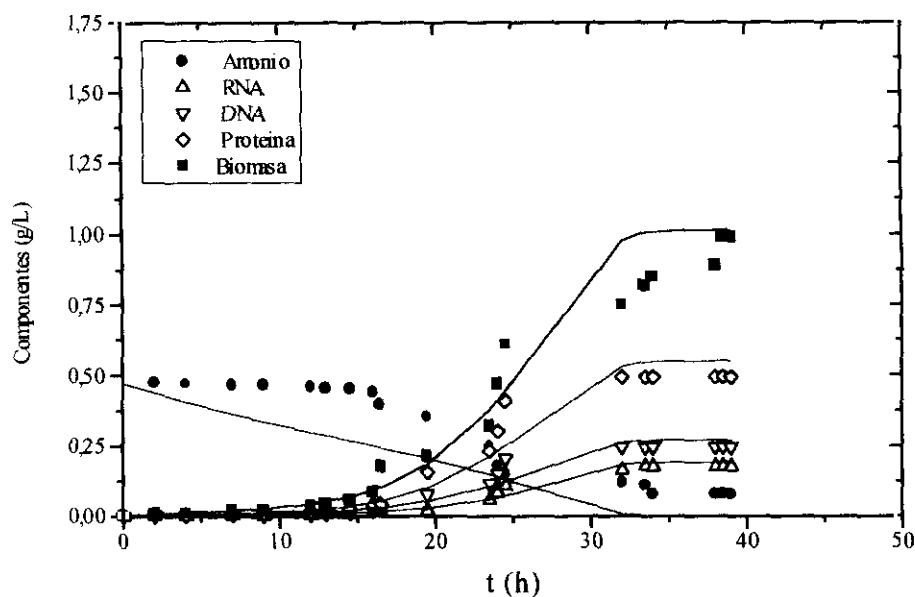 1,75
1,50
1,25
1,00
0,75
0,50
0,25
0,00
Componentes (g/L)
Amonio
RNA
DNA
Proteina
Biomasa
0
10
20
30
40
50
t (h)